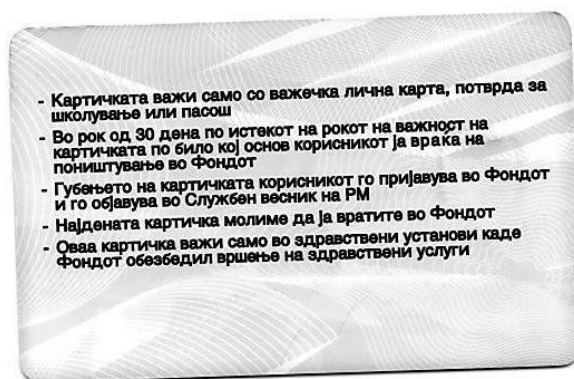 - Картичката важи само со важечка лична карта, потврда за
школување или пасош
- Во рок од 30 дена по истекот на рокот на важност на
картичката по било кој основ корисникот ја враќа на
поништување во Фондот
- Губењето на картичката корисникот го пријавува во Фондот
и го објавува во Службен весник на РМ
- Најдената картичка молиме да ја вратите во Фондот
- Оваа картичка важи само во здравствени установи каде
Фондот обезбедил вршење на здравствени услуги